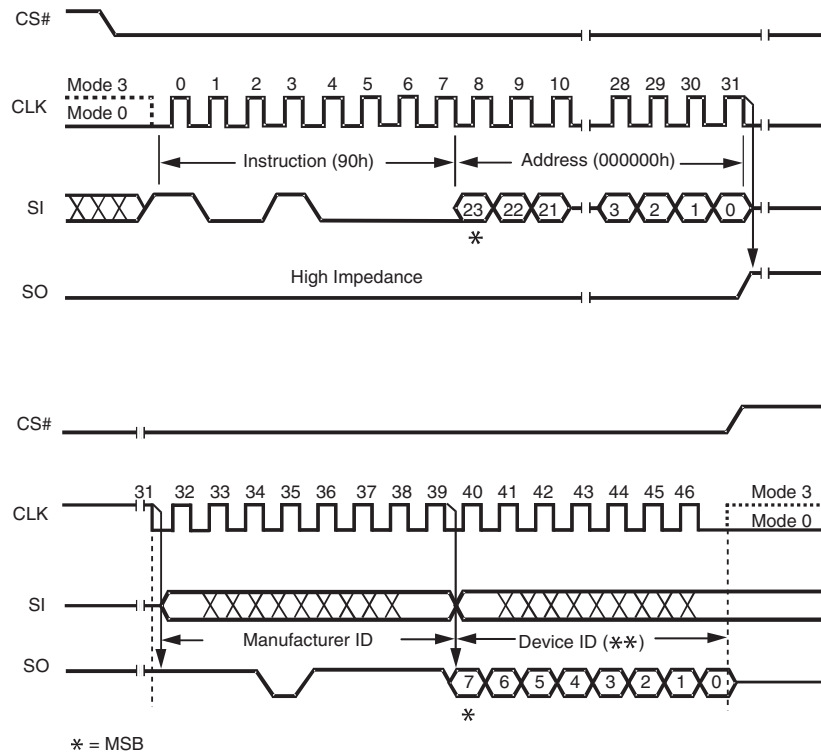 CS#
Mode 3 0 1 2 3 4 5 6 7 8 9 10 28 29 30 31
CLK Mode 0
Instruction (90h) Address (000000h)
SI 23 22 21 3 2 1 0
*
High Impedance
SO
CS#
31 32 33 34 35 36 37 38 39 40 41 42 43 44 45 46 Mode 3
CLK Mode 0
SI
Manufacturer ID Device ID (**)
SO 7 6 5 4 3 2 1 0
*
* = MSB